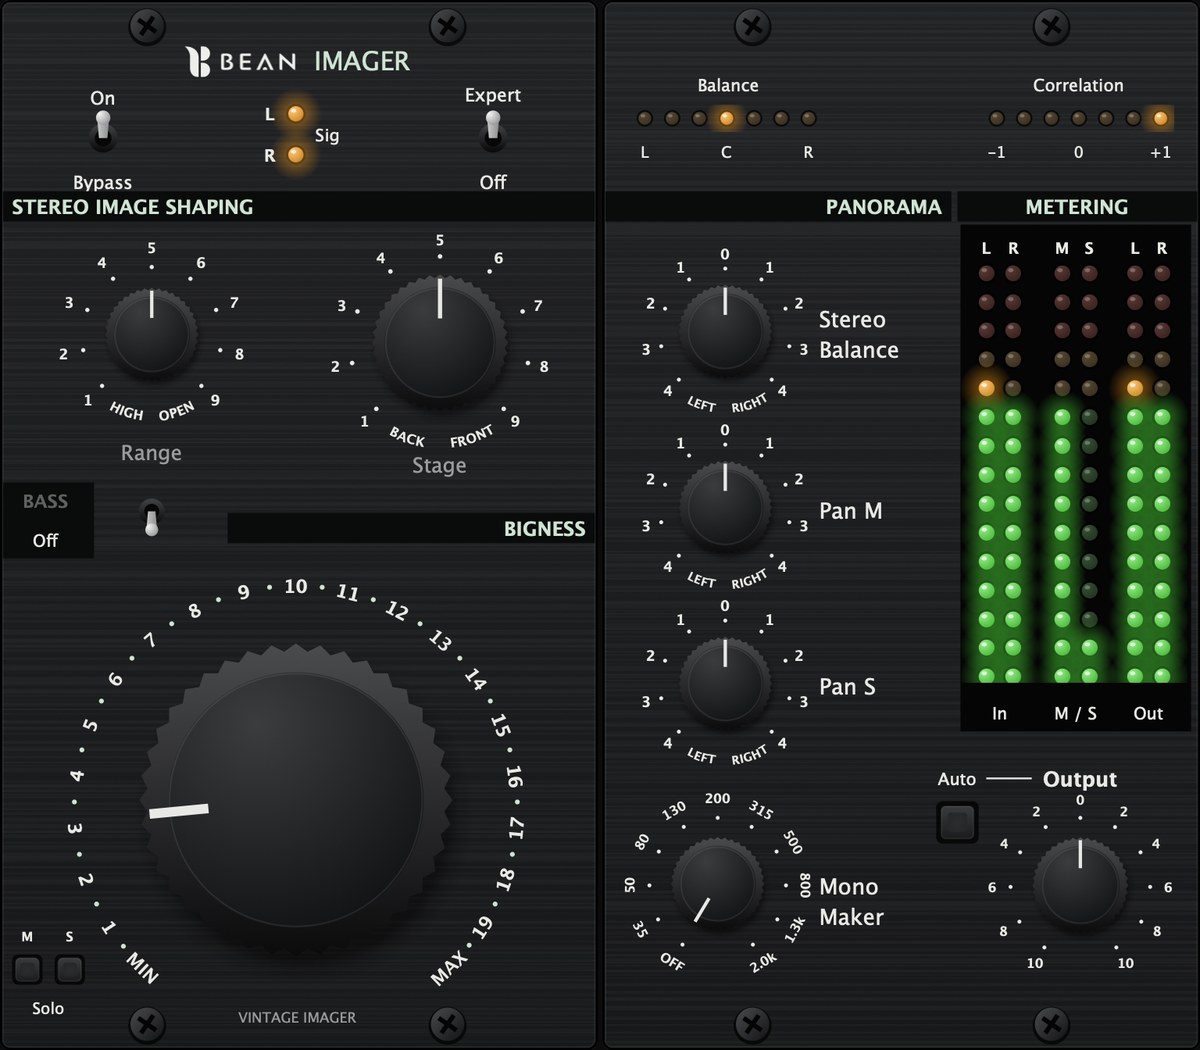 BEAN IMAGER
On
Bypass
L
R
Sig
Expert
Off
STEREO IMAGE SHAPING
1 2 3 4 5 6 7 8 9
HIGH OPEN
Range
1 2 3 4 5 6 7 8 9
BACK FRONT
Stage
BASS
Off
BIGNESS
MIN 1 2 3 4 5 6 7 8 9 10 11 12 13 14 15 16 17 18 19 MAX
M S
Solo
VINTAGE IMAGER
Balance
L C R
Correlation
-1 0 +1
PANORAMA
4 3 2 1 0 1 2 3 4
LEFT RIGHT
Stereo
Balance
4 3 2 1 0 1 2 3 4
LEFT RIGHT
Pan M
4 3 2 1 0 1 2 3 4
LEFT RIGHT
Pan S
OFF 35 50 80 130 200 315 500 800 1.3k 2.0k
Mono
Maker
METERING
L R M S L R
In M / S Out
Auto Output
10 8 6 4 2 0 2 4 6 8 10